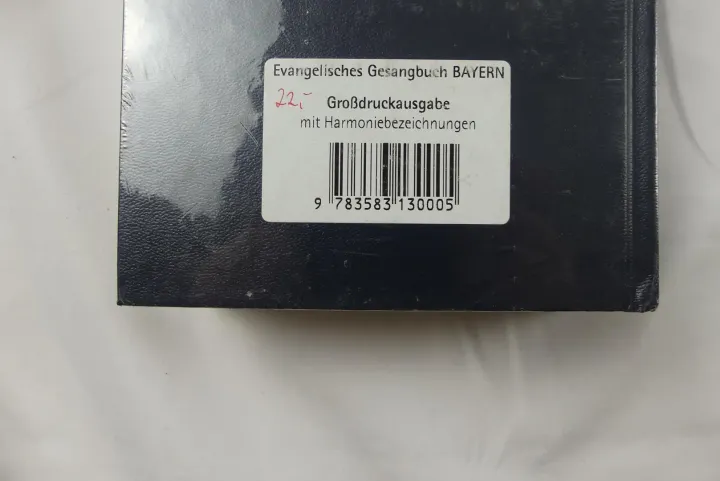 Evangelisches Gesangbuch BAYERN
22,- Großdruckausgabe
mit Harmoniebezeichnungen
9 783583 130005